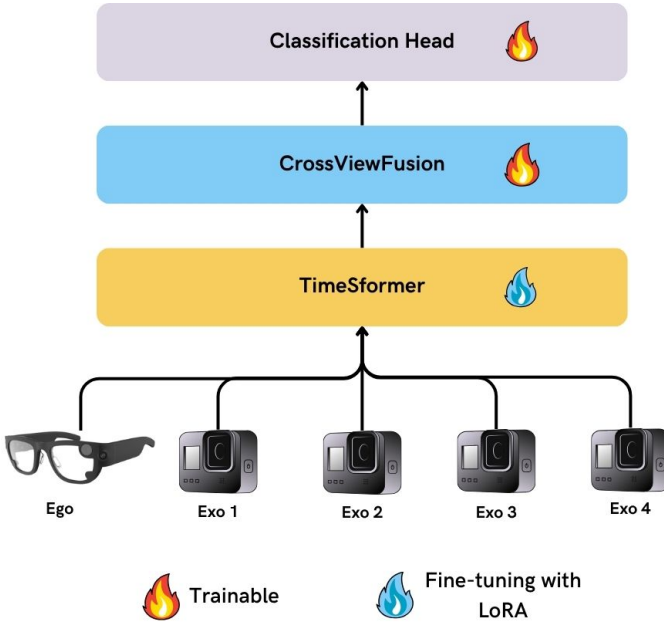 Classification Head
CrossViewFusion
TimeSformer
Ego
Exo 1
Exo 2
Exo 3
Exo 4
Trainable
Fine-tuning with
LoRA